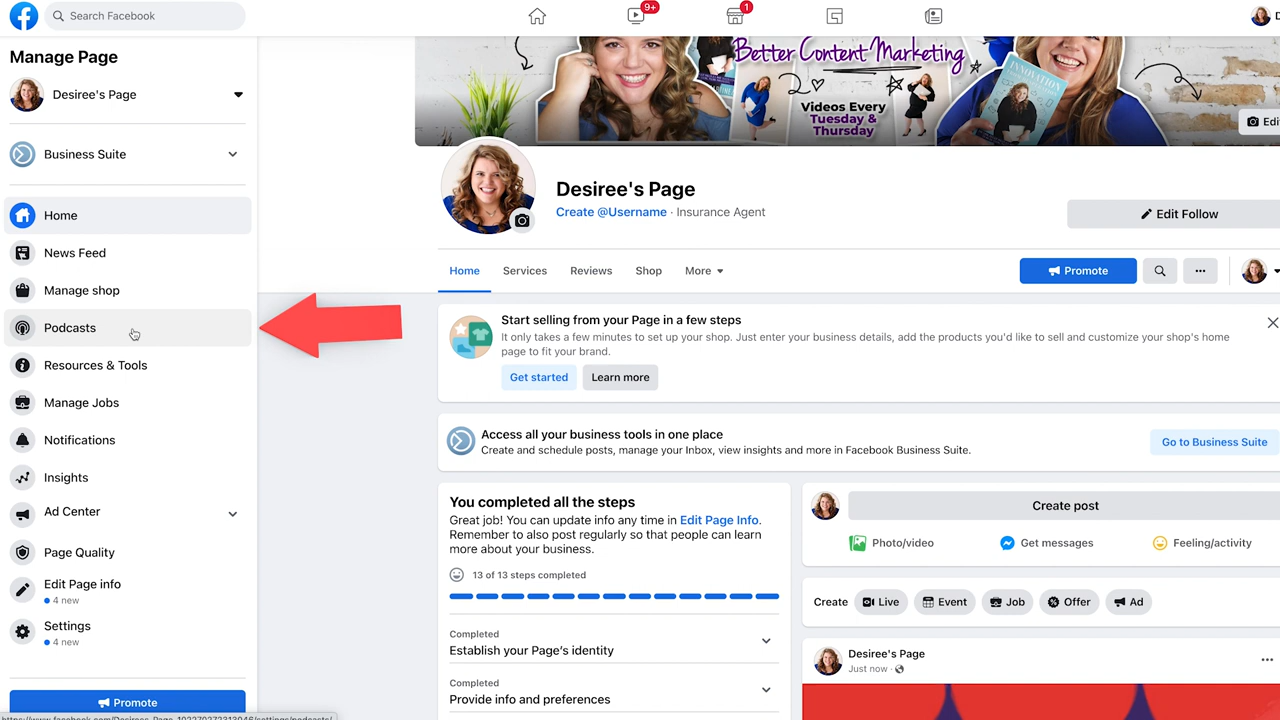 Search Facebook
9+
1
Manage Page
Desiree's Page
Business Suite
Home
News Feed
Manage shop
Podcasts
Resources & Tools
Manage Jobs
Notifications
Insights
Ad Center
Page Quality
Edit Page info
4 new
Settings
4 new
Promote
Better Content Marketing
Videos Every
Tuesday &
Thursday
INNOVATION
Edi
Desiree's Page
Create @Username · Insurance Agent
Edit Follow
Home
Services
Reviews
Shop
More
Promote
Start selling from your Page in a few steps
It only takes a few minutes to set up your shop. Just enter your business details, add the products you'd like to sell and customize your shop's home
page to fit your brand.
Get started
Learn more
Access all your business tools in one place
Create and schedule posts, manage your Inbox, view insights and more in Facebook Business Suite.
Go to Business Suite
You completed all the steps
Great job! You can update info any time in Edit Page Info.
Remember to also post regularly so that people can learn
more about your business.
13 of 13 steps completed
Completed
Establish your Page's identity
Completed
Provide info and preferences
Create post
Photo/video
Get messages
Feeling/activity
Create
Live
Event
Job
Offer
Ad
Desiree's Page
Just now ·